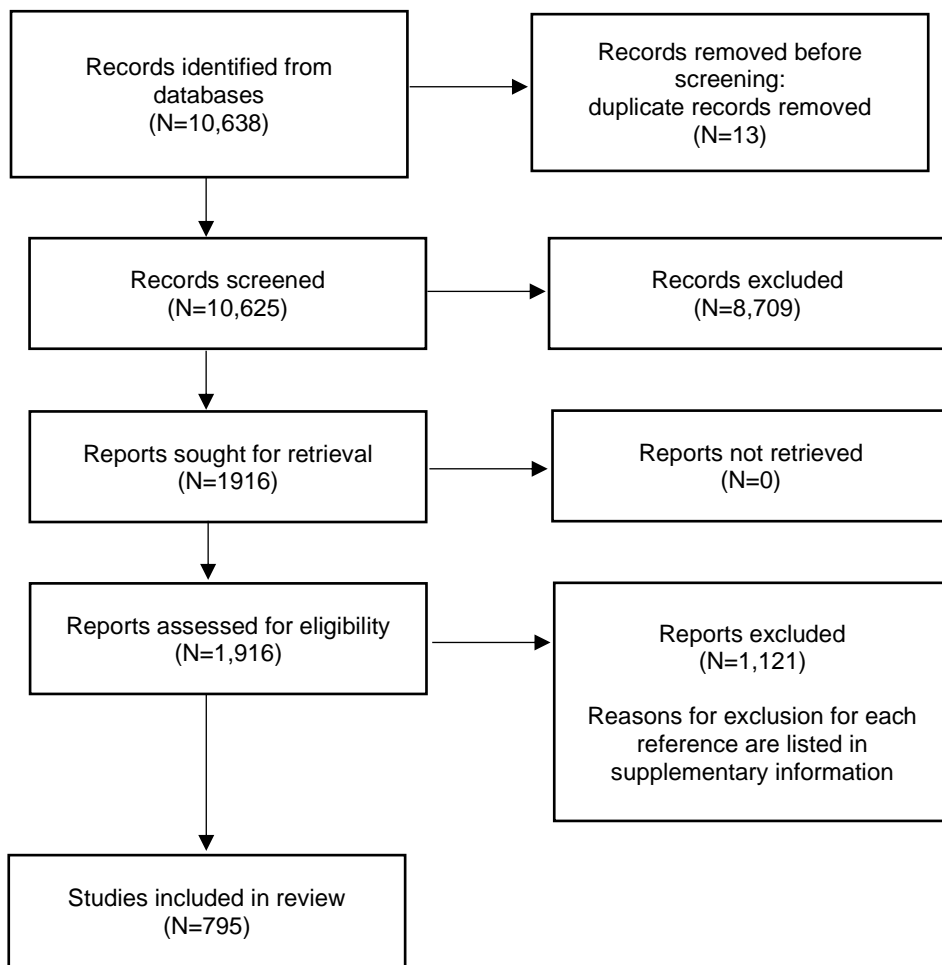 Records identified from
databases
(N=10,638)
Records removed before
screening:
duplicate records removed
(N=13)
Records screened
(N=10,625)
Records excluded
(N=8,709)
Reports sought for retrieval
(N=1916)
Reports not retrieved
(N=0)
Reports assessed for eligibility
(N=1,916)
Reports excluded
(N=1,121)
Reasons for exclusion for each
reference are listed in
supplementary information
Studies included in review
(N=795)